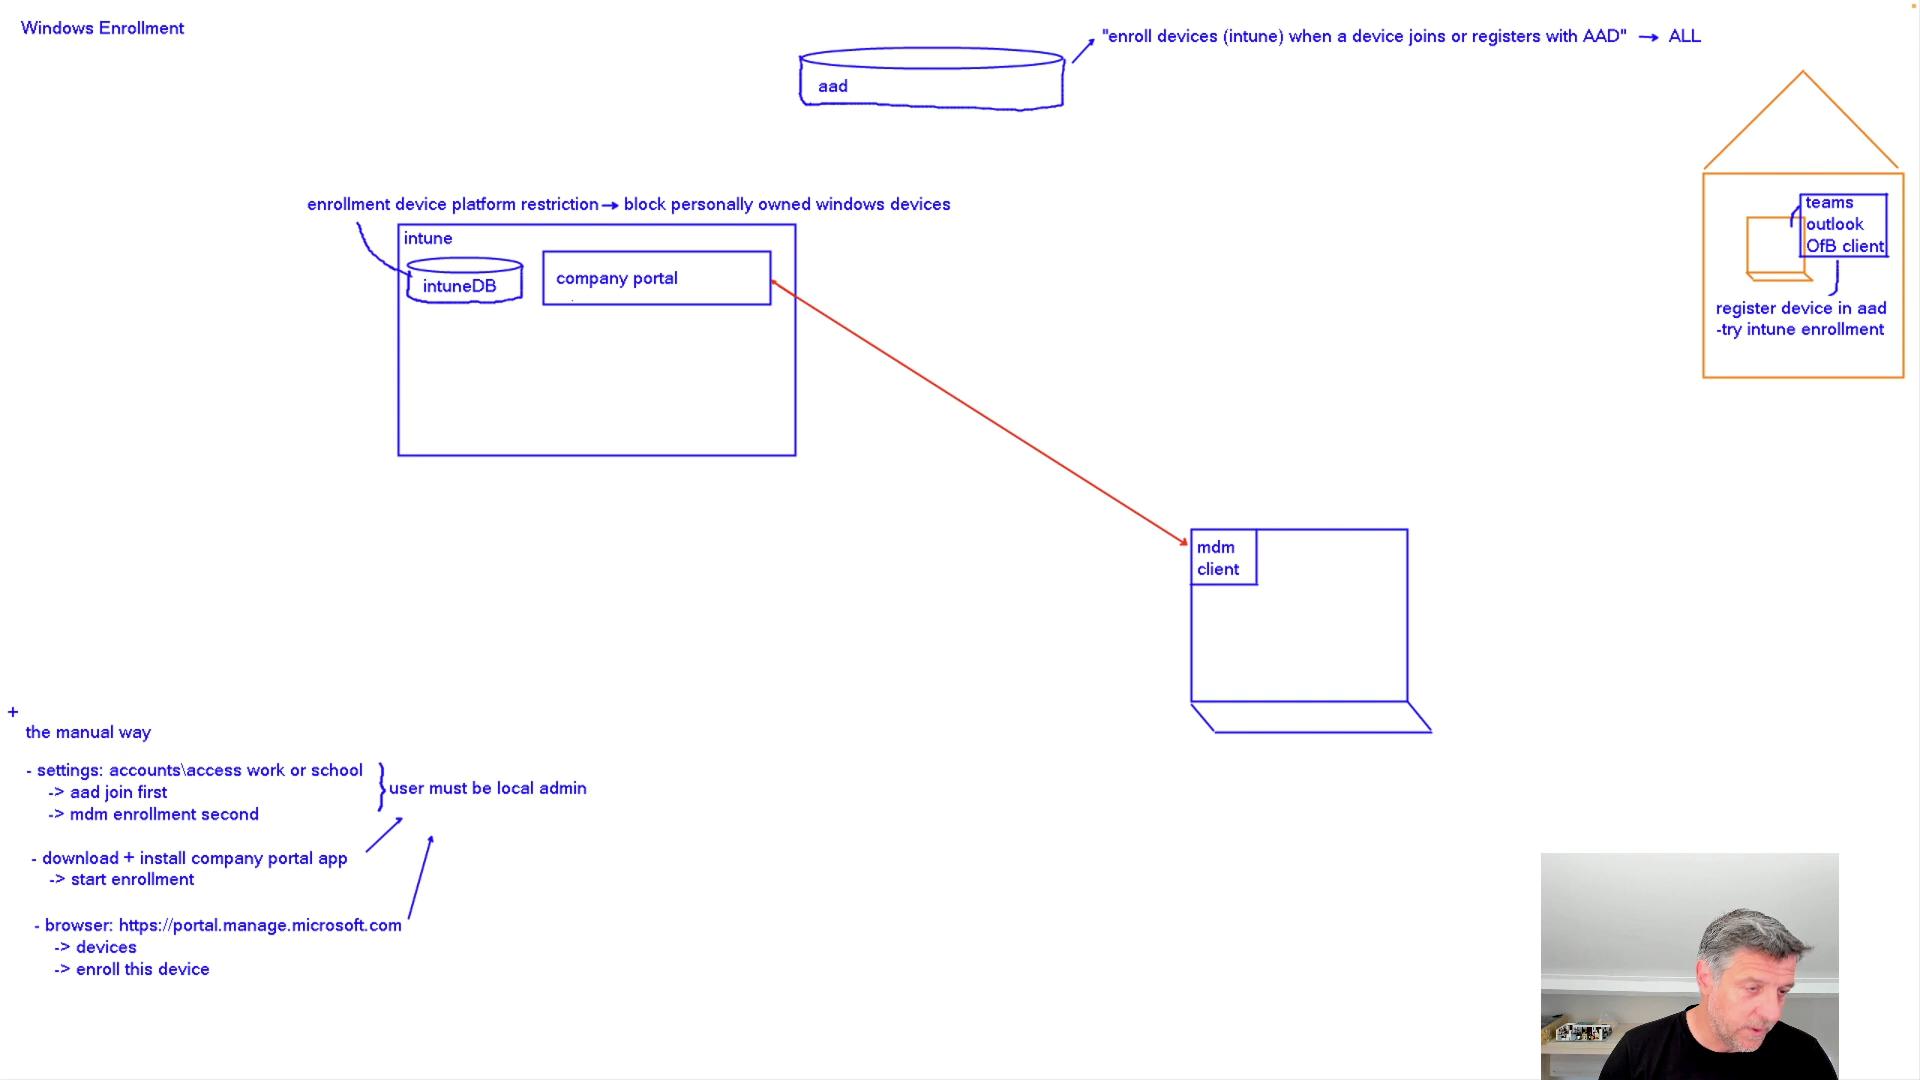 Windows Enrollment
"enroll devices (intune) when a device joins or registers with AAD" → ALL
aad
enrollment device platform restriction → block personally owned windows devices
intune
intuneDB
company portal
teams
outlook
OfB client
register device in aad
-try intune enrollment
mdm
client
+
the manual way
- settings: accounts\access work or school
-> aad join first
-> mdm enrollment second
user must be local admin
- download + install company portal app
-> start enrollment
- browser: https://portal.manage.microsoft.com
-> devices
-> enroll this device